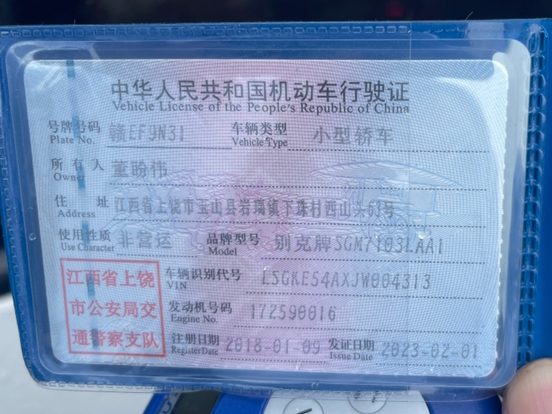 中华人民共和国机动车行驶证
Vehicle License of the People's Republic of China
号牌号码 赣EF9N31 车辆类型 小型轿车
Plate No. Vehicle Type
所有人 董盼伟
Owner
住址 江西省上饶市玉山县岩瑞镇下珠村西山头63号
Address
使用性质 非营运 品牌型号 别克牌SGM7103LAA1
Use Character Model
江西省上饶
市公安局交
通警察支队
车辆识别代号 LSGKE54AXJW004313
VIN
发动机号码 172590016
Engine No.
注册日期 2018-01-09 发证日期 2023-02-01
Register Date Issue Date